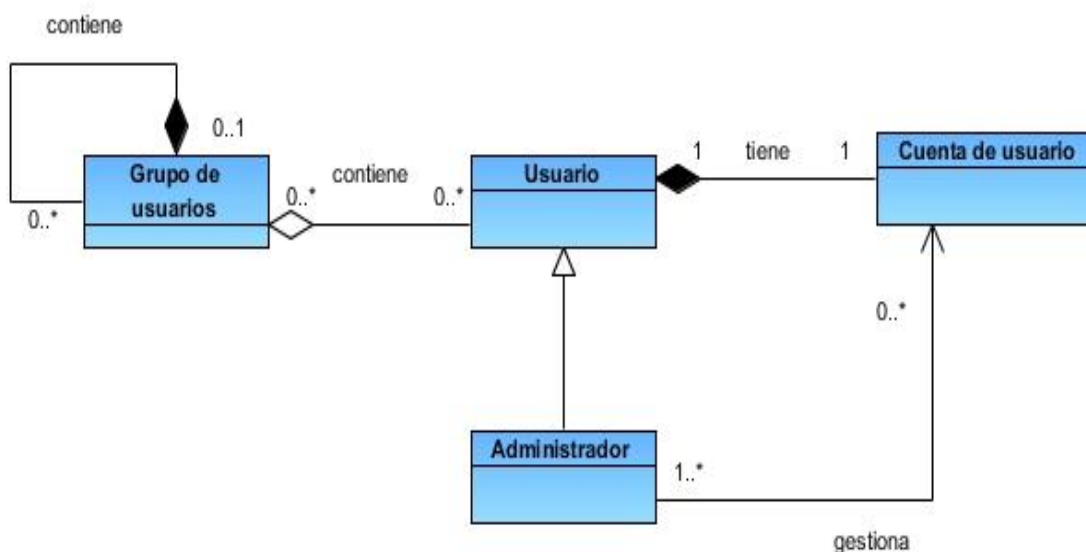 contiene
0..1
Grupo de
usuarios
0..*
0..*
contiene
0..*
Usuario
1
tiene
1
Cuenta de usuario
0..*
Administrador
1..*
gestiona